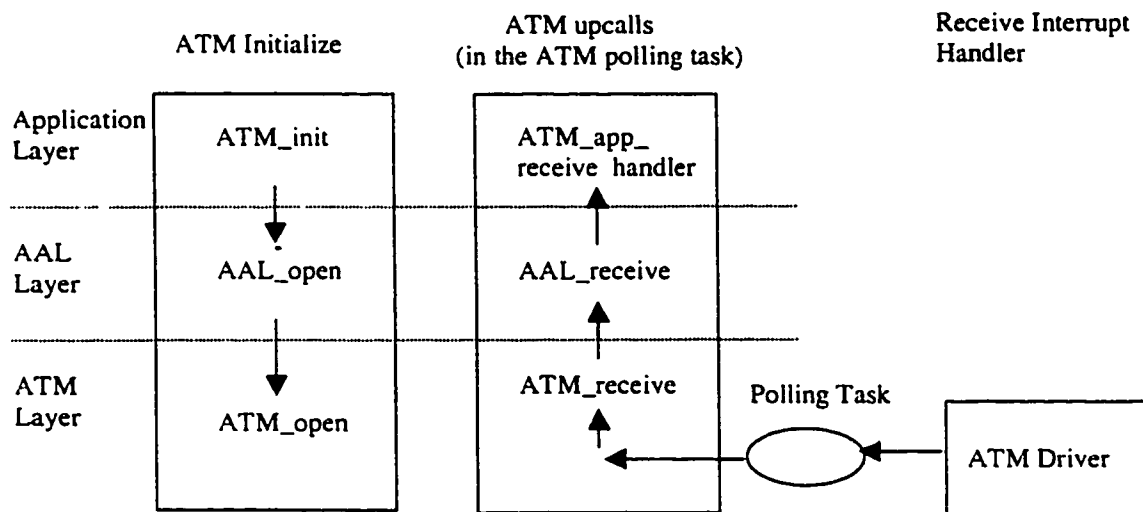 ATM Initialize
ATM upcalls
(in the ATM polling task)
Receive Interrupt
Handler
Application
Layer
ATM_init
ATM_app_
receive handler
AAL
Layer
AAL_open
AAL_receive
ATM
Layer
ATM_open
ATM_receive
Polling Task
ATM Driver